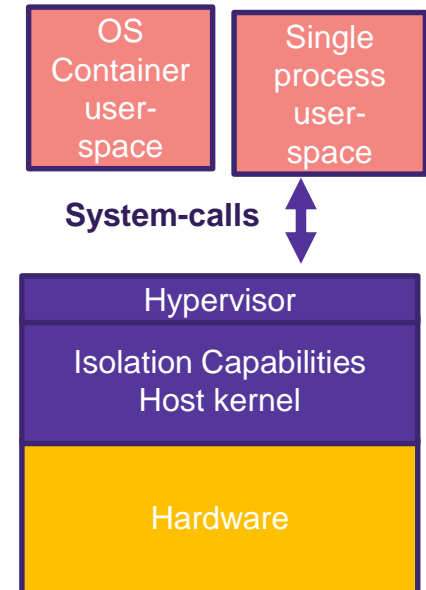 OS
Container
user-
space
Single
process
user-
space
System-calls
Hypervisor
Isolation Capabilities
Host kernel
Hardware